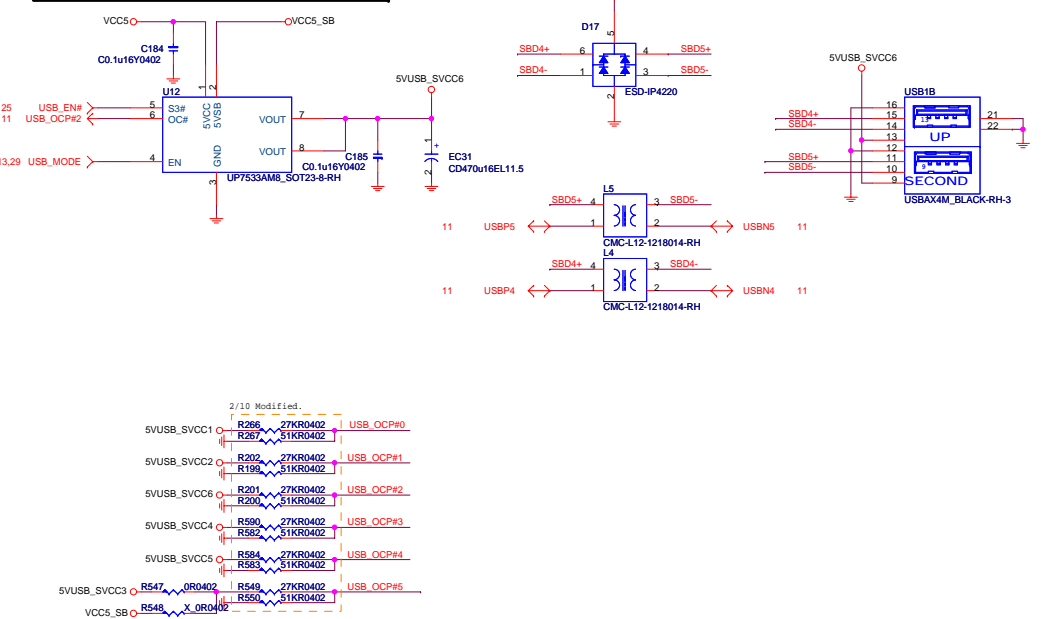 VCC5
VCC5_SB
C184
C0.1u16Y0402
U12
1
2
25 USB_EN# 5 S3#
11 USB_OCP#2 6 OC#
5VCC
5VSB
VOUT 7
VOUT 8
USB_MODE 4 EN
GND
3
UP7533AM8_SOT23-8-RH
C185
C0.1u16Y0402
5VUSB_SVCC6
1
+
2
EC31
CD470u16EL11.5
D17
5
SBD4+ 6 4 SBD5+
SBD4- 1 3 SBD5-
2
ESD-IP4220
5VUSB_SVCC6
USB1B
16
SBD4+ 15
SBD4- 14
13
12
SBD5+ 11
SBD5- 10
9
13
UP
9
SECOND
21
22
USBAX4M_BLACK-RH-3
L5
SBD5+ 4 3 SBD5-
11 USBP5 1 2 USBN5 11
CMC-L12-1218014-RH
L4
SBD4+ 4 3 SBD4-
11 USBP4 1 2 USBN4 11
CMC-L12-1218014-RH
2/10 Modified.
5VUSB_SVCC1 R266 27KR0402 USB_OCP#0
R267 51KR0402
5VUSB_SVCC2 R202 27KR0402 USB_OCP#1
R199 51KR0402
5VUSB_SVCC6 R201 27KR0402 USB_OCP#2
R200 51KR0402
5VUSB_SVCC4 R590 27KR0402 USB_OCP#3
R582 51KR0402
5VUSB_SVCC5 R584 27KR0402 USB_OCP#4
R583 51KR0402
5VUSB_SVCC3 R547 0R0402 R549 27KR0402 USB_OCP#5
R550 51KR0402
VCC5_SB R548 X_0R0402